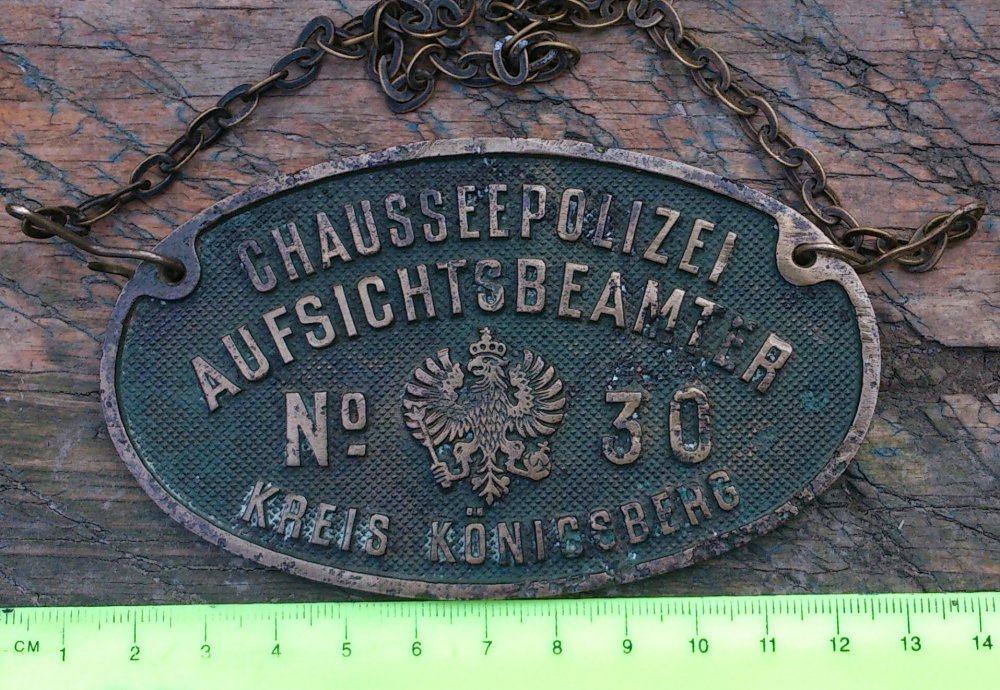 CHAUSSEEPOLIZEI
AUFSICHTSBEAMTER
Nº 30
KREIS KÖNIGSBERG
CM 1 2 3 4 5 6 7 8 9 10 11 12 13 14